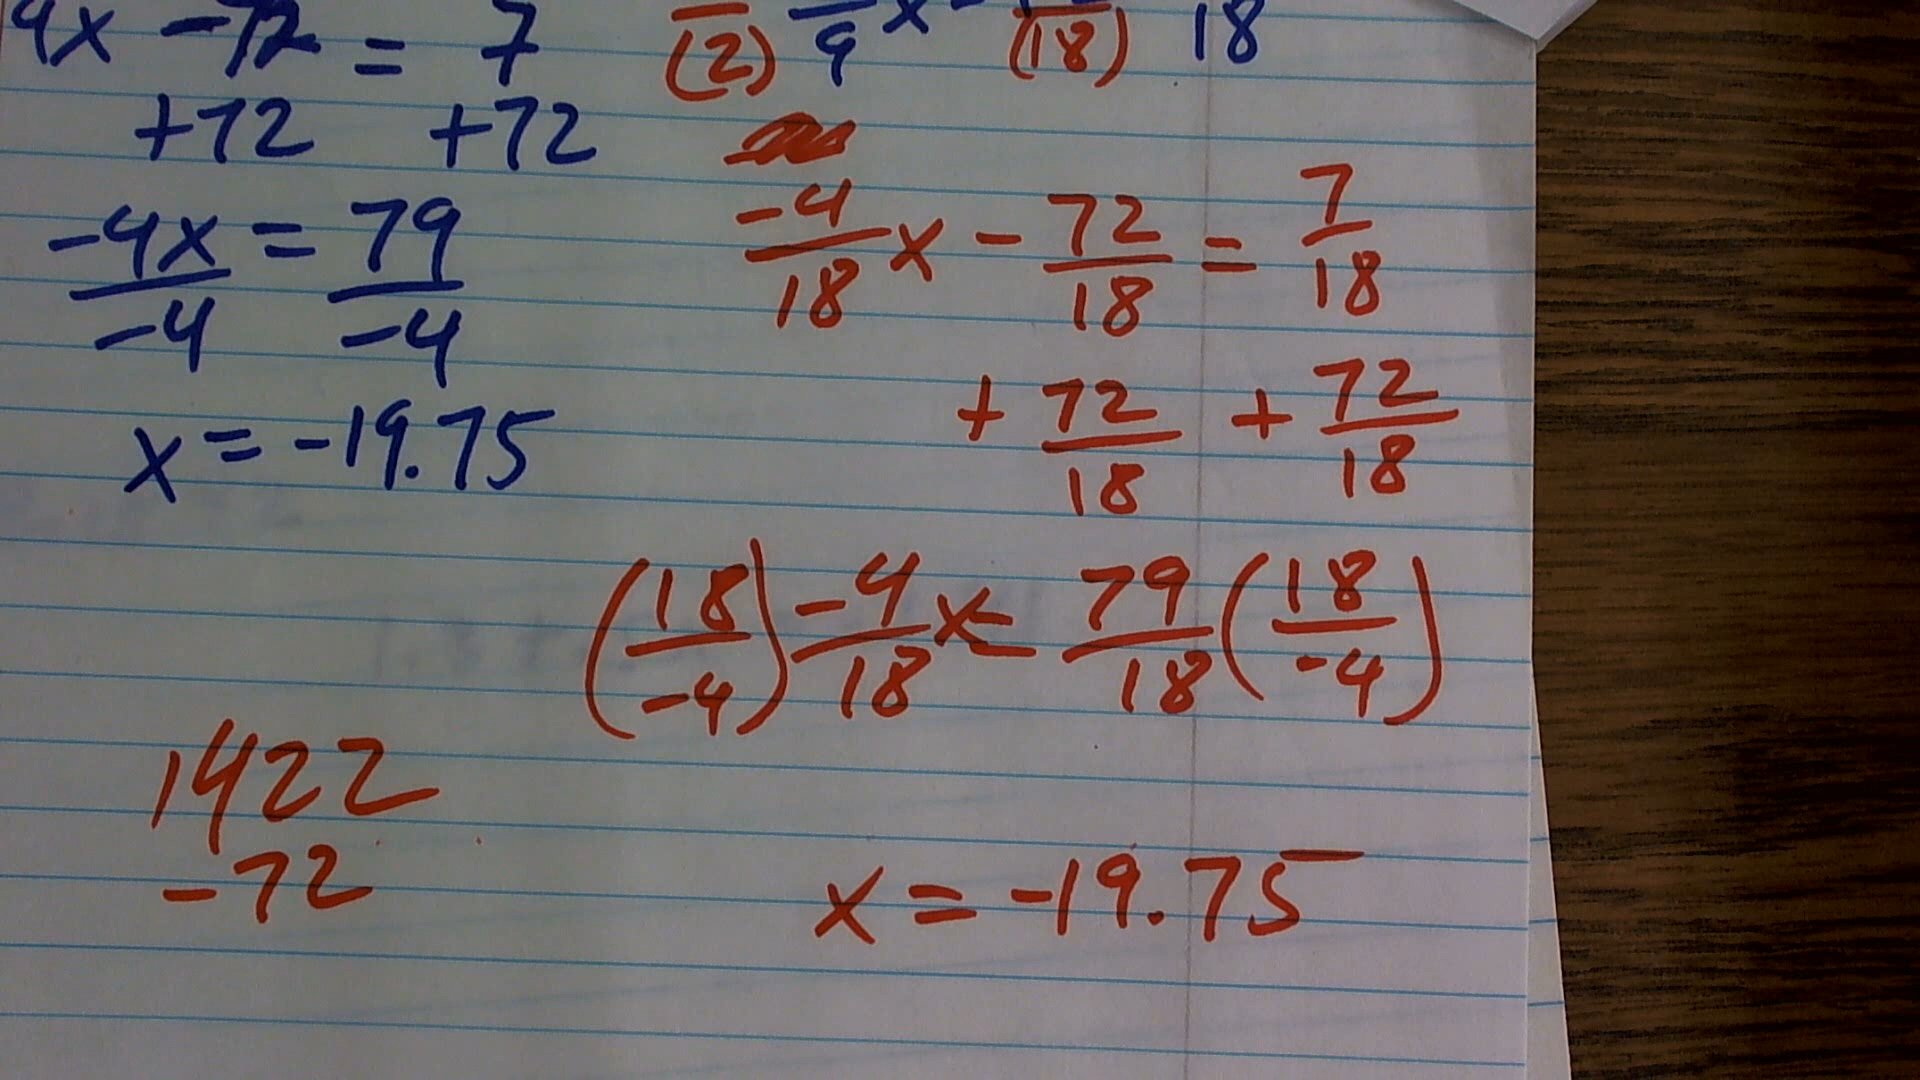 4x - 72 = 7
+72 +72
-4x = 79
-4 -4
x = -19.75
(2) 9 x - (18) 18
-4/18 x - 72/18 = 7/18
+ 72/18 + 72/18
(18/-4) -4/18 x = 79/18 (18/-4)
1422
-72
x = -19.75